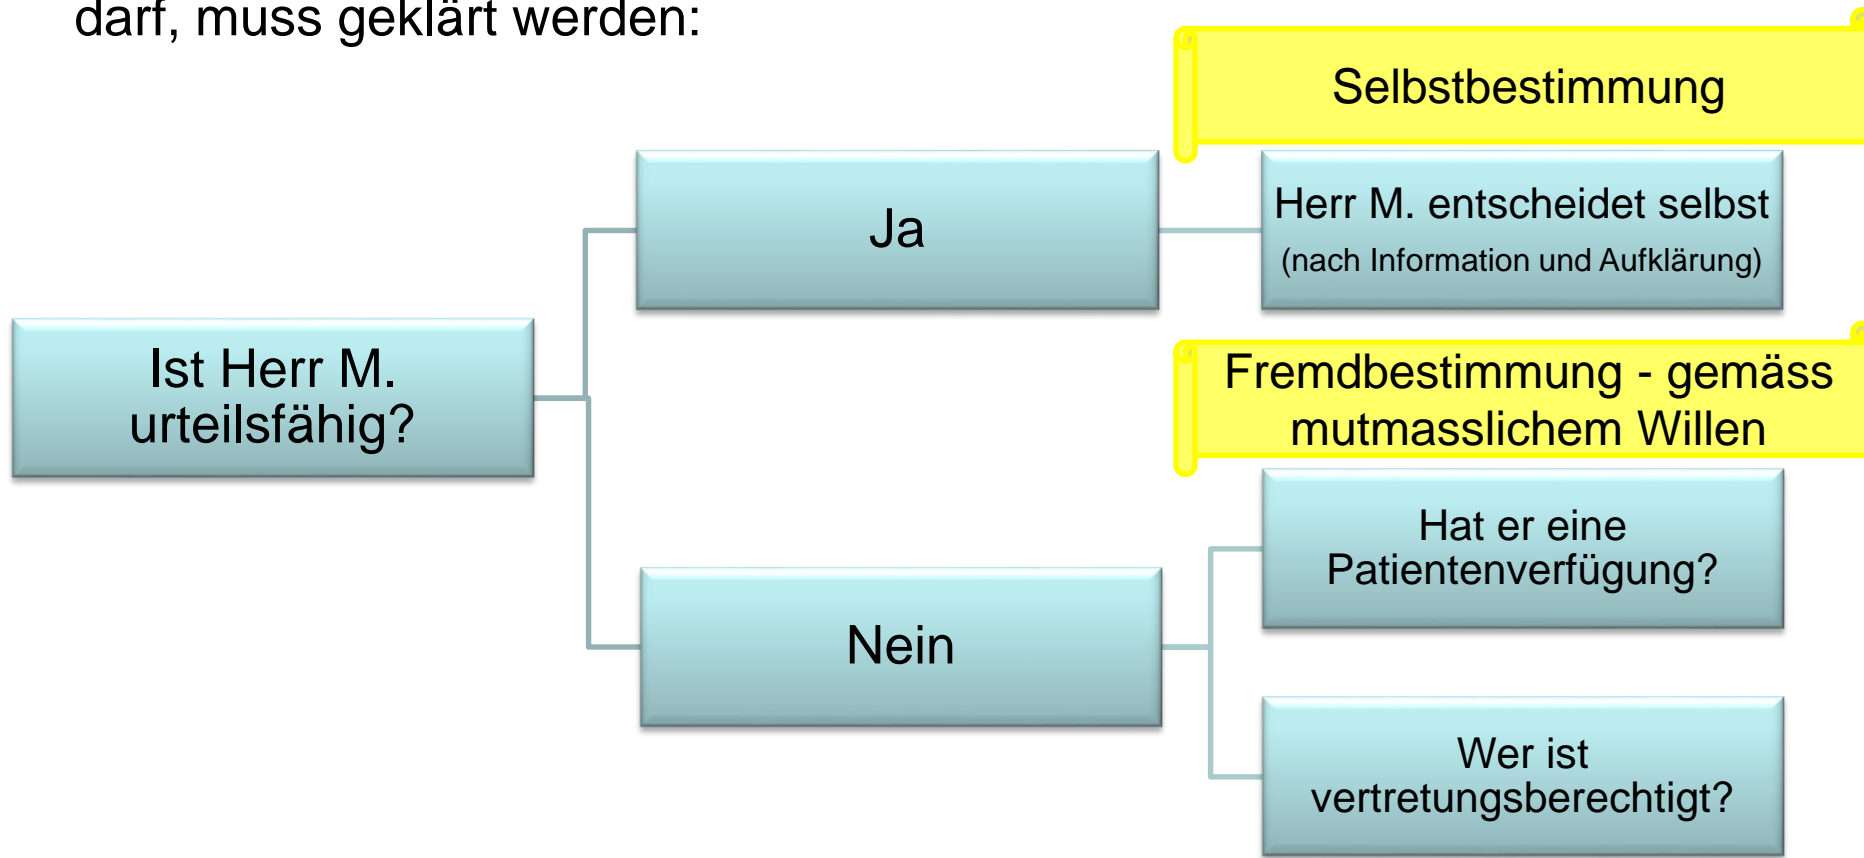 darf, muss geklärt werden:
Selbstbestimmung
Ja
Herr M. entscheidet selbst
(nach Information und Aufklärung)
Ist Herr M.
urteilsfähig?
Fremdbestimmung - gemäss
mutmasslichem Willen
Hat er eine
Patientenverfügung?
Nein
Wer ist
vertretungsberechtigt?